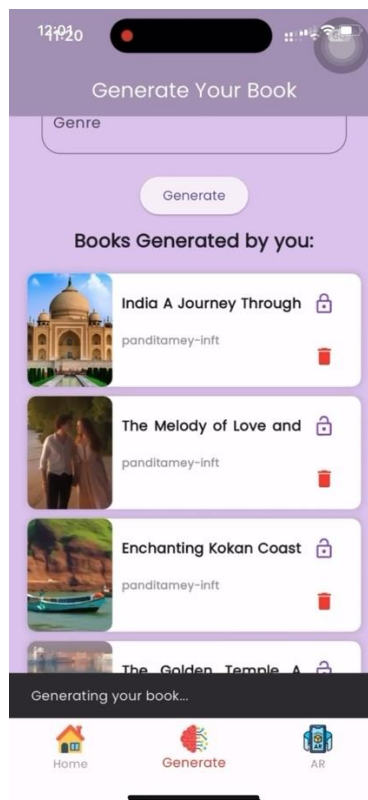 Generate Your Book
Genre
Generate
Books Generated by you:
India A Journey Through
panditamey-inft
The Melody of Love and
panditamey-inft
Enchanting Kokan Coast
panditamey-inft
The Golden Temple A
Generating your book...
Home
Generate
AR